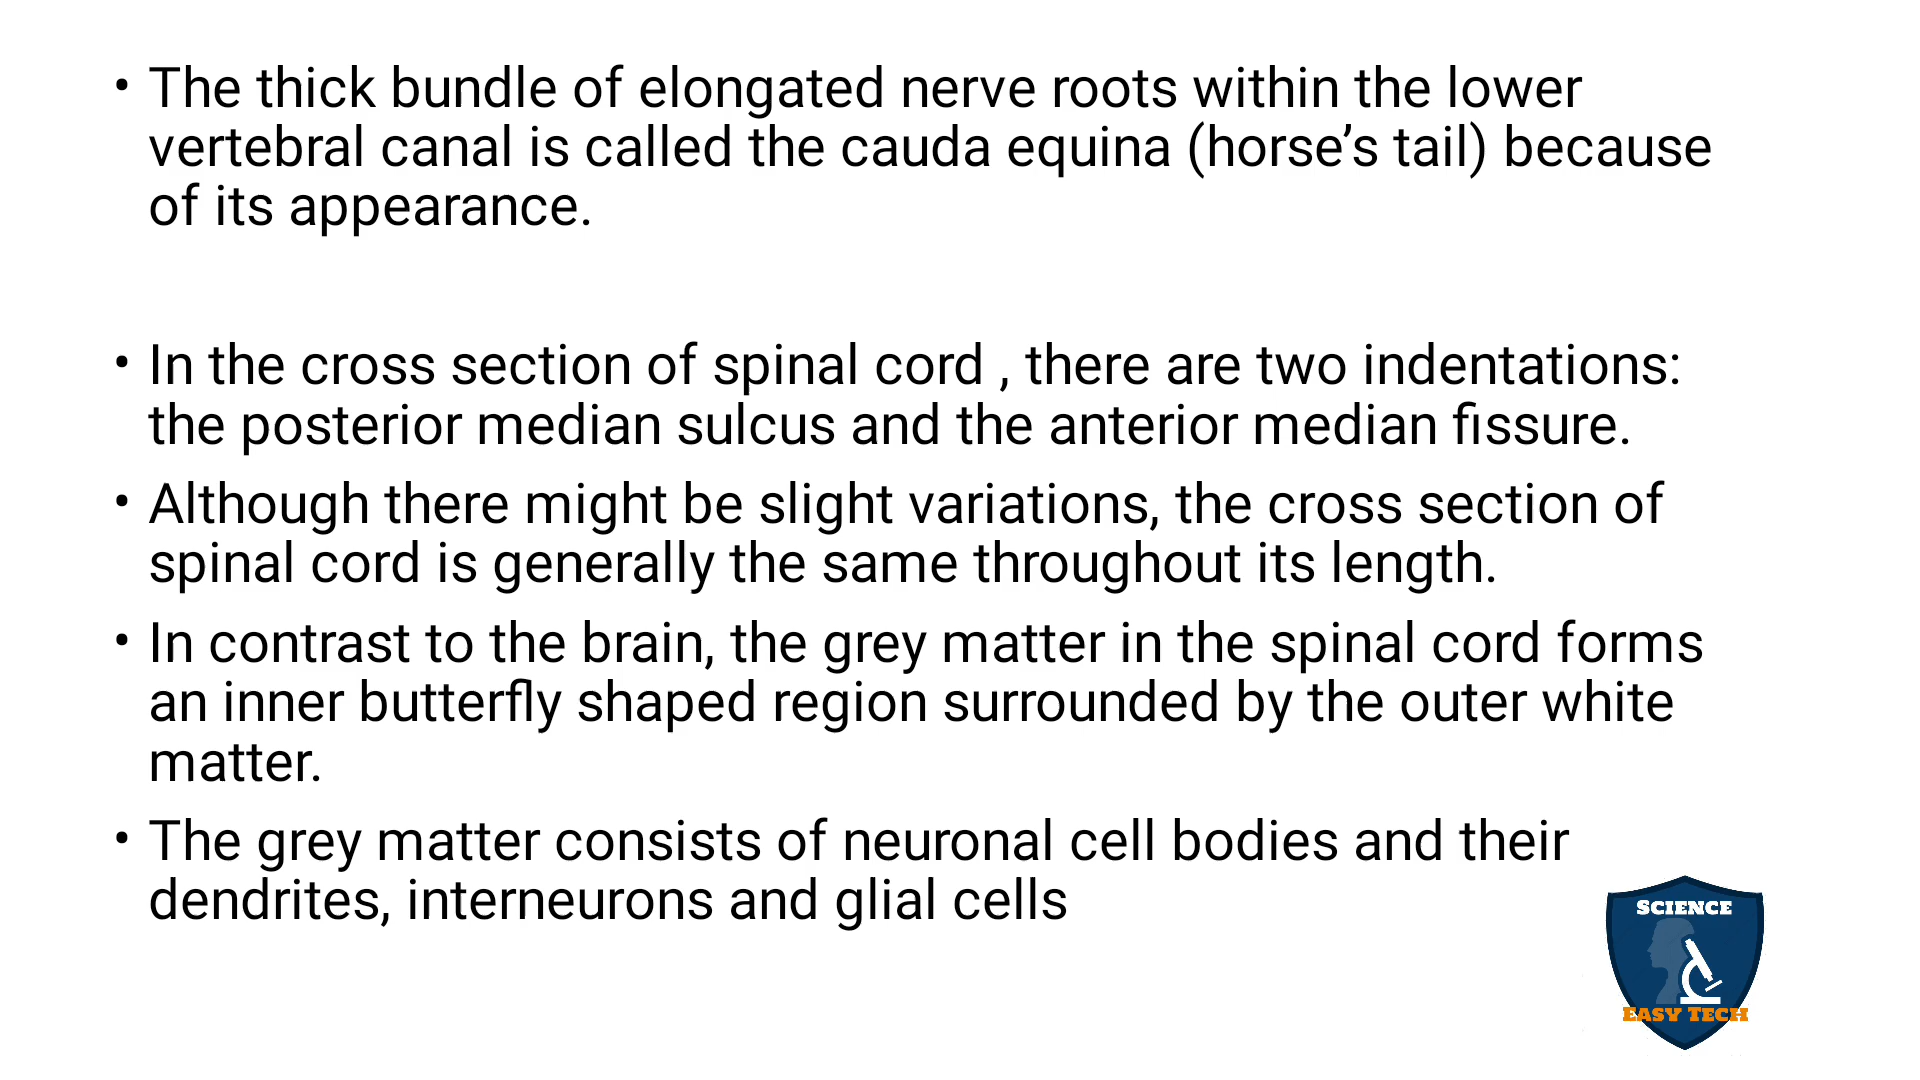 • The thick bundle of elongated nerve roots within the lower
vertebral canal is called the cauda equina (horse’s tail) because
of its appearance.
• In the cross section of spinal cord , there are two indentations:
the posterior median sulcus and the anterior median fissure.
• Although there might be slight variations, the cross section of
spinal cord is generally the same throughout its length.
• In contrast to the brain, the grey matter in the spinal cord forms
an inner butterfly shaped region surrounded by the outer white
matter.
• The grey matter consists of neuronal cell bodies and their
dendrites, interneurons and glial cells
SCIENCE
EASY TECH